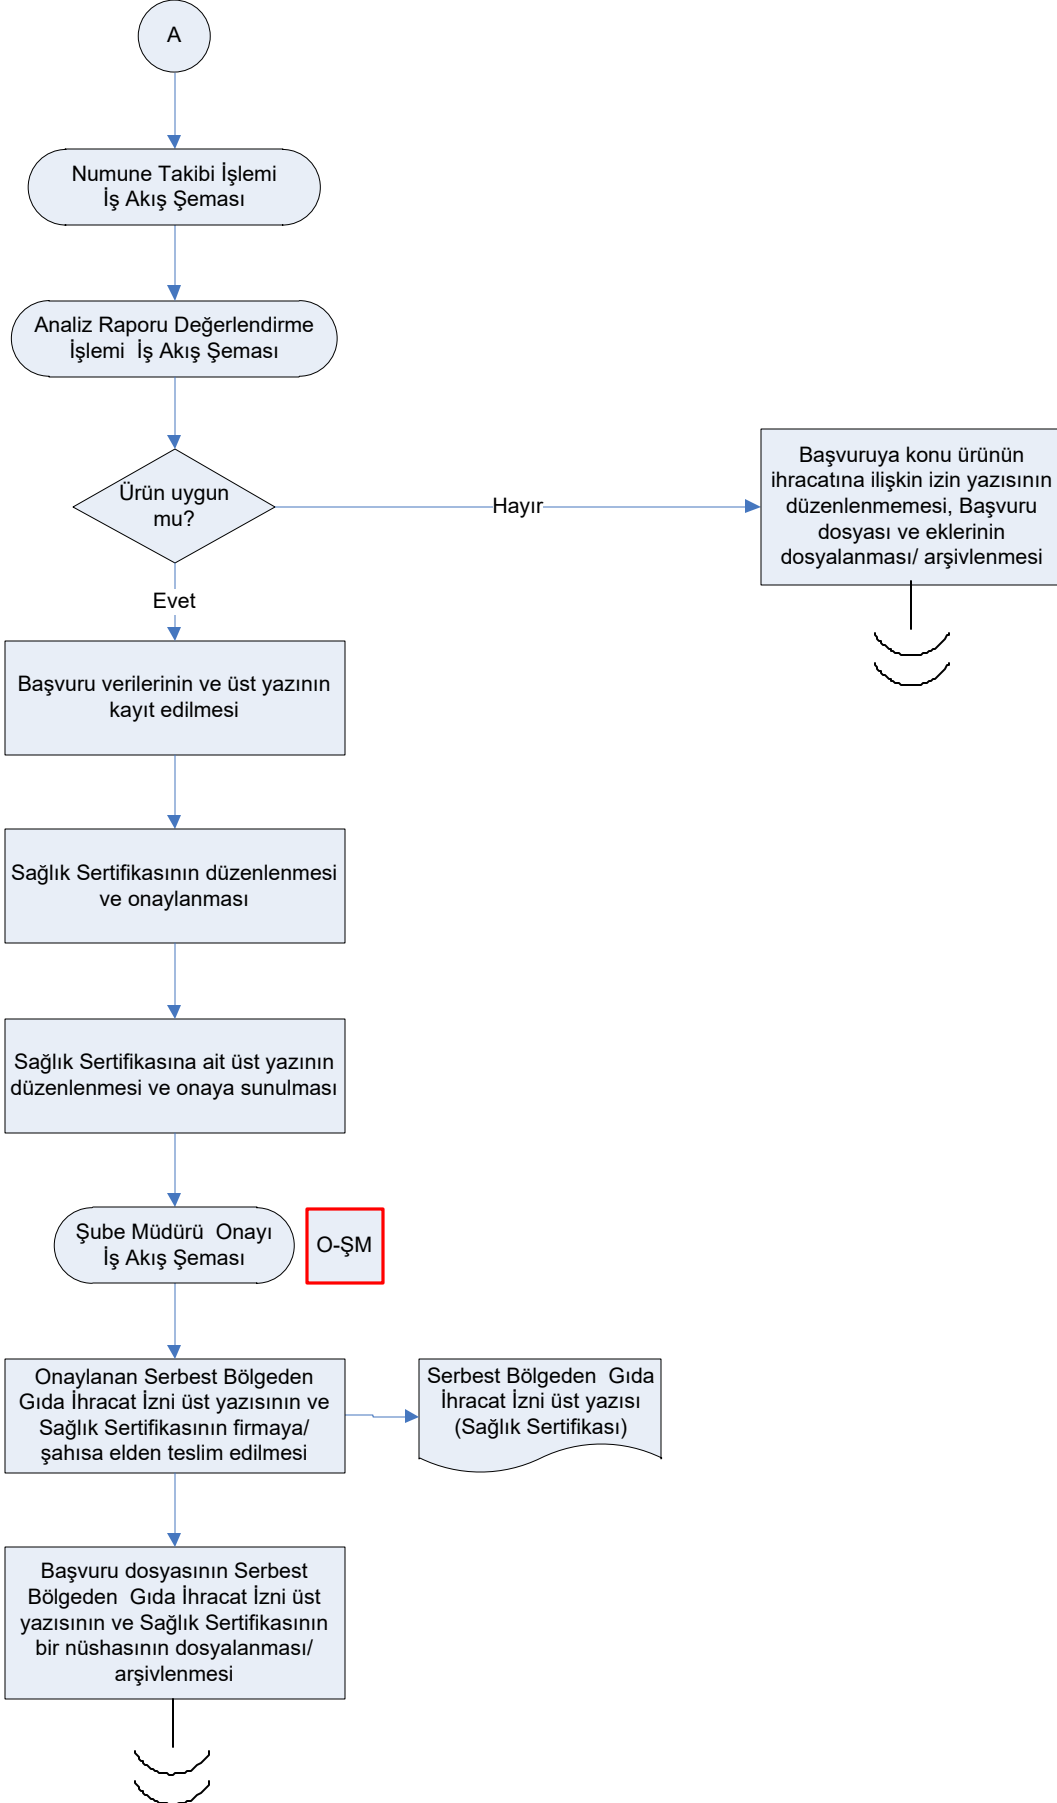 A
Numune Takibi İşlemi
İş Akış Şeması
Analiz Raporu Değerlendirme
İşlemi İş Akış Şeması
Ürün uygun
mu?
Hayır
Başvuruya konu ürünün
ihracatına ilişkin izin yazısının
düzenlenmemesi, Başvuru
dosyası ve eklerinin
dosyalanması/ arşivlenmesi
Evet
Başvuru verilerinin ve üst yazının
kayıt edilmesi
Sağlık Sertifikasının düzenlenmesi
ve onaylanması
Sağlık Sertifikasına ait üst yazının
düzenlenmesi ve onaya sunulması
Şube Müdürü Onayı
İş Akış Şeması
O-ŞM
Onaylanan Serbest Bölgeden
Gıda İhracat İzni üst yazısının ve
Sağlık Sertifikasının firmaya/
şahısa elden teslim edilmesi
Serbest Bölgeden Gıda
İhracat İzni üst yazısı
(Sağlık Sertifikası)
Başvuru dosyasının Serbest
Bölgeden Gıda İhracat İzni üst
yazısının ve Sağlık Sertifikasının
bir nüshasının dosyalanması/
arşivlenmesi